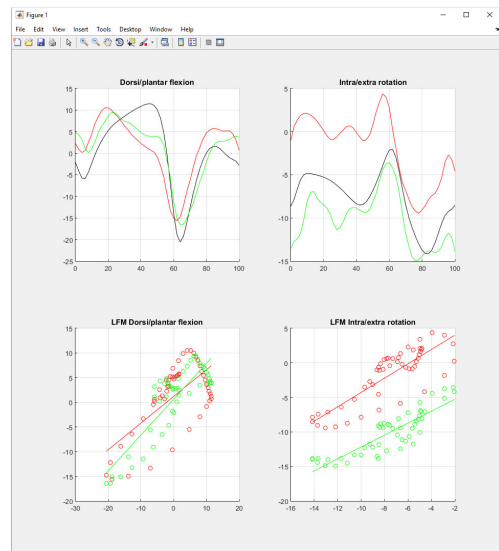 Figure 1
File Edit View Insert Tools Desktop Window Help
Dorsi/plantar flexion
15
10
5
0
-5
-10
-15
-20
-25
0 20 40 60 80 100
Intra/extra rotation
5
0
-5
-10
-15
0 20 40 60 80 100
LFM Dorsi/plantar flexion
15
10
5
0
-5
-10
-15
-20
-30 -20 -10 0 10 20
LFM Intra/extra rotation
5
0
-5
-10
-15
-20
-16 -14 -12 -10 -8 -6 -4 -2